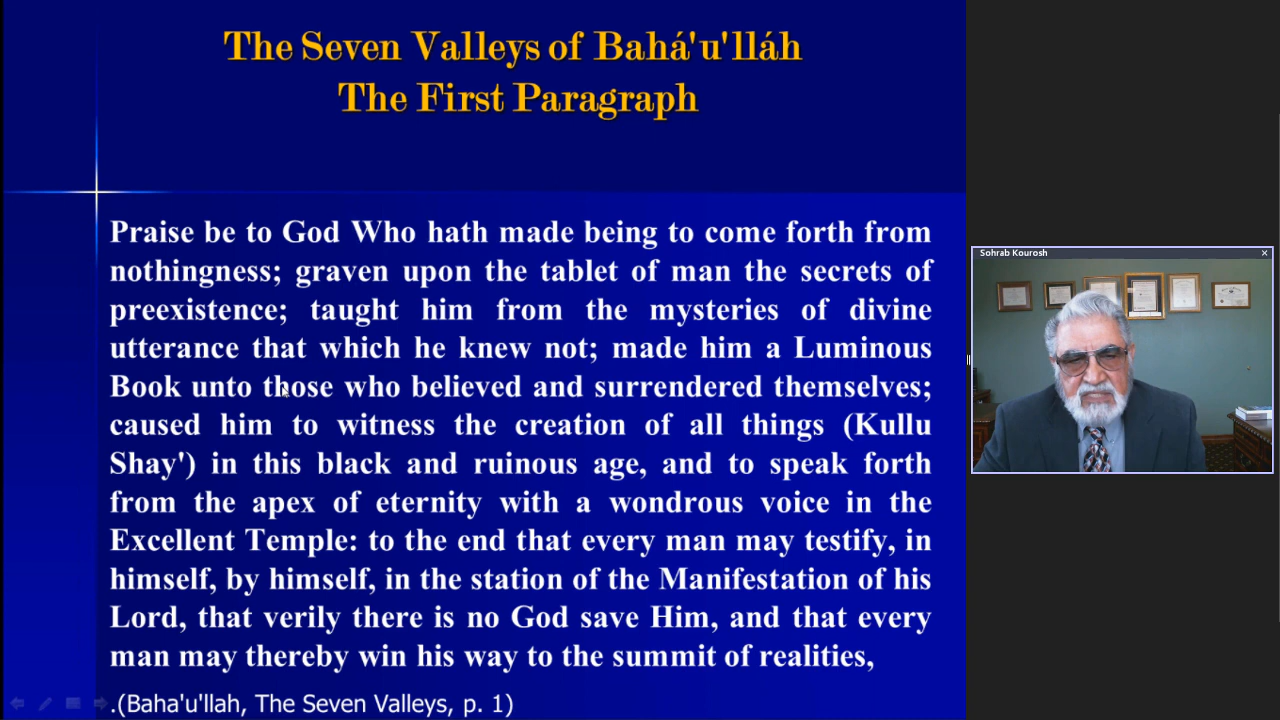 The Seven Valleys of Bahá'u'lláh
The First Paragraph
Praise be to God Who hath made being to come forth from
nothingness; graven upon the tablet of man the secrets of
preexistence; taught him from the mysteries of divine
utterance that which he knew not; made him a Luminous
Book unto those who believed and surrendered themselves;
caused him to witness the creation of all things (Kullu
Shay') in this black and ruinous age, and to speak forth
from the apex of eternity with a wondrous voice in the
Excellent Temple: to the end that every man may testify, in
himself, by himself, in the station of the Manifestation of his
Lord, that verily there is no God save Him, and that every
man may thereby win his way to the summit of realities,
.(Baha'u'llah, The Seven Valleys, p. 1)
Sohrab Kourosh